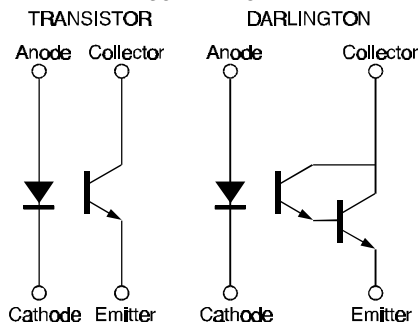 TRANSISTOR DARLINGTON
Anode Collector Anode Collector
Cathode Emitter Cathode Emitter